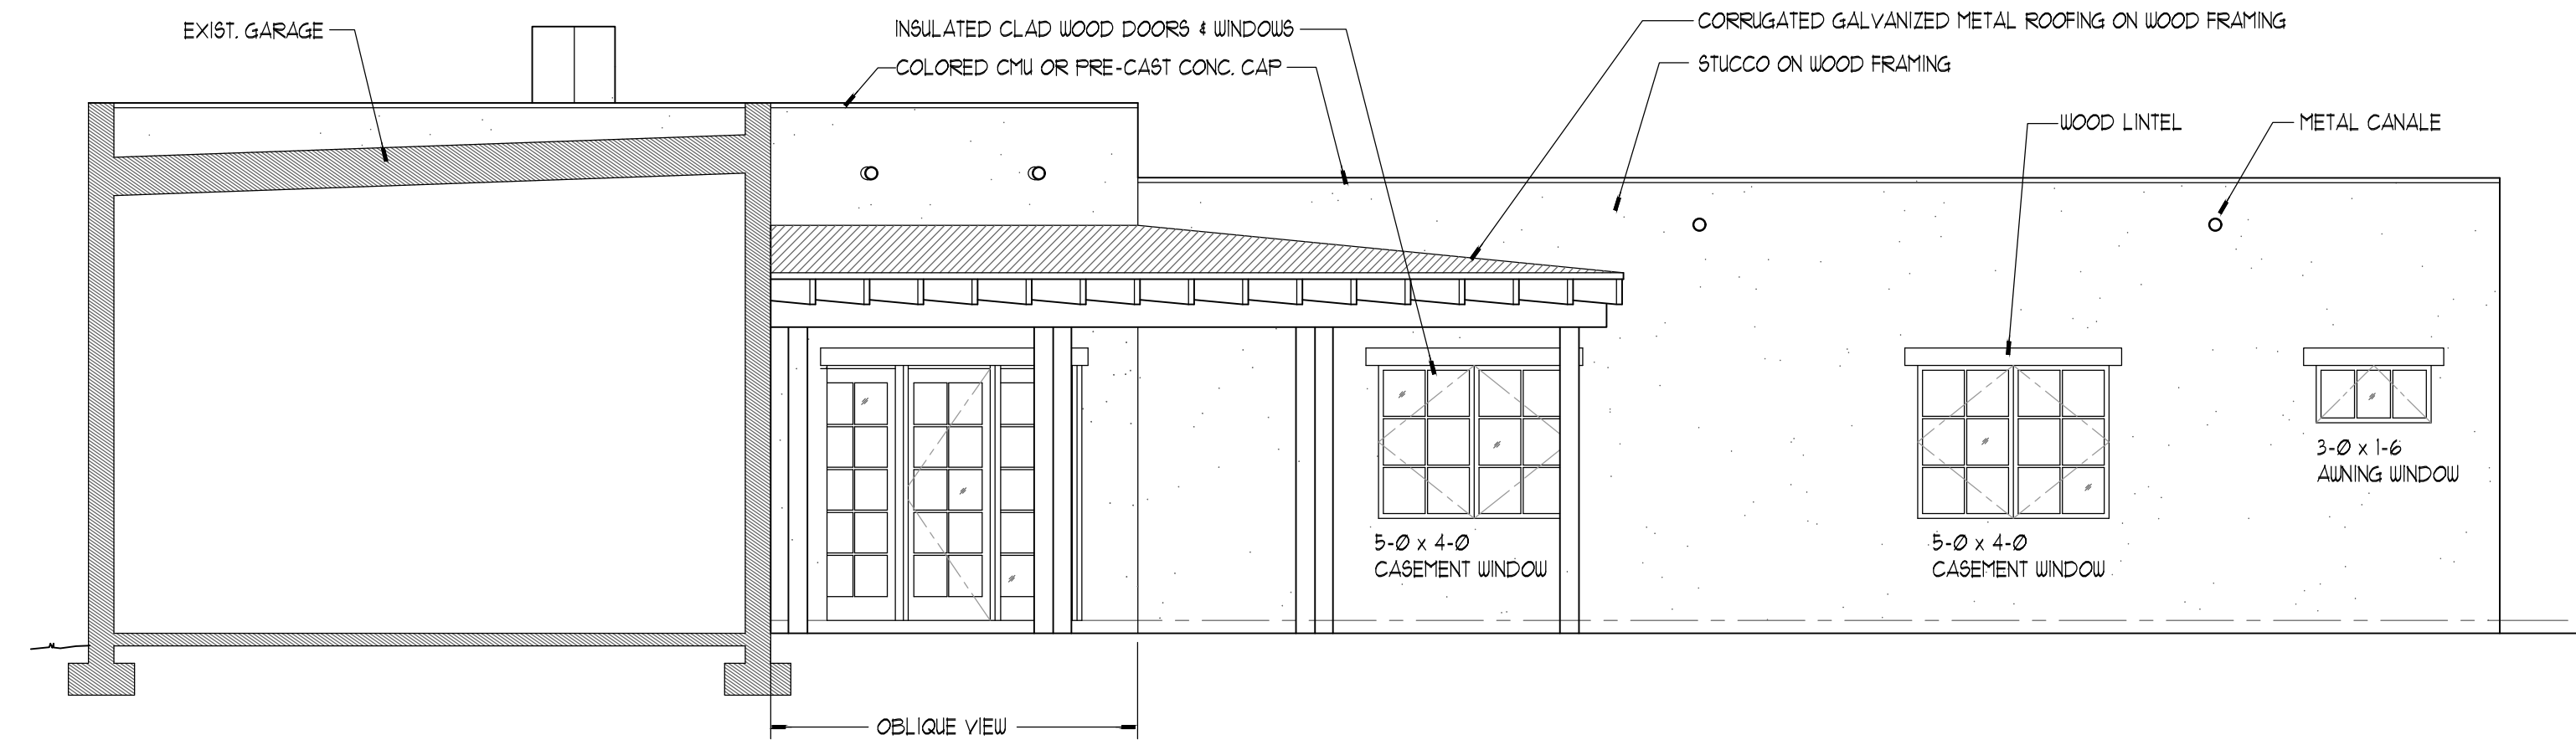 EXIST. GARAGE
INSULATED CLAD WOOD DOORS & WINDOWS
COLORED CMU OR PRE-CAST CONC. CAP
CORRUGATED GALVANIZED METAL ROOFING ON WOOD FRAMING
STUCCO ON WOOD FRAMING
WOOD LINTEL
METAL CANALE
3-0 x 1-6
AWNING WINDOW
5-0 x 4-0
CASEMENT WINDOW
5-0 x 4-0
CASEMENT WINDOW
OBLIQUE VIEW